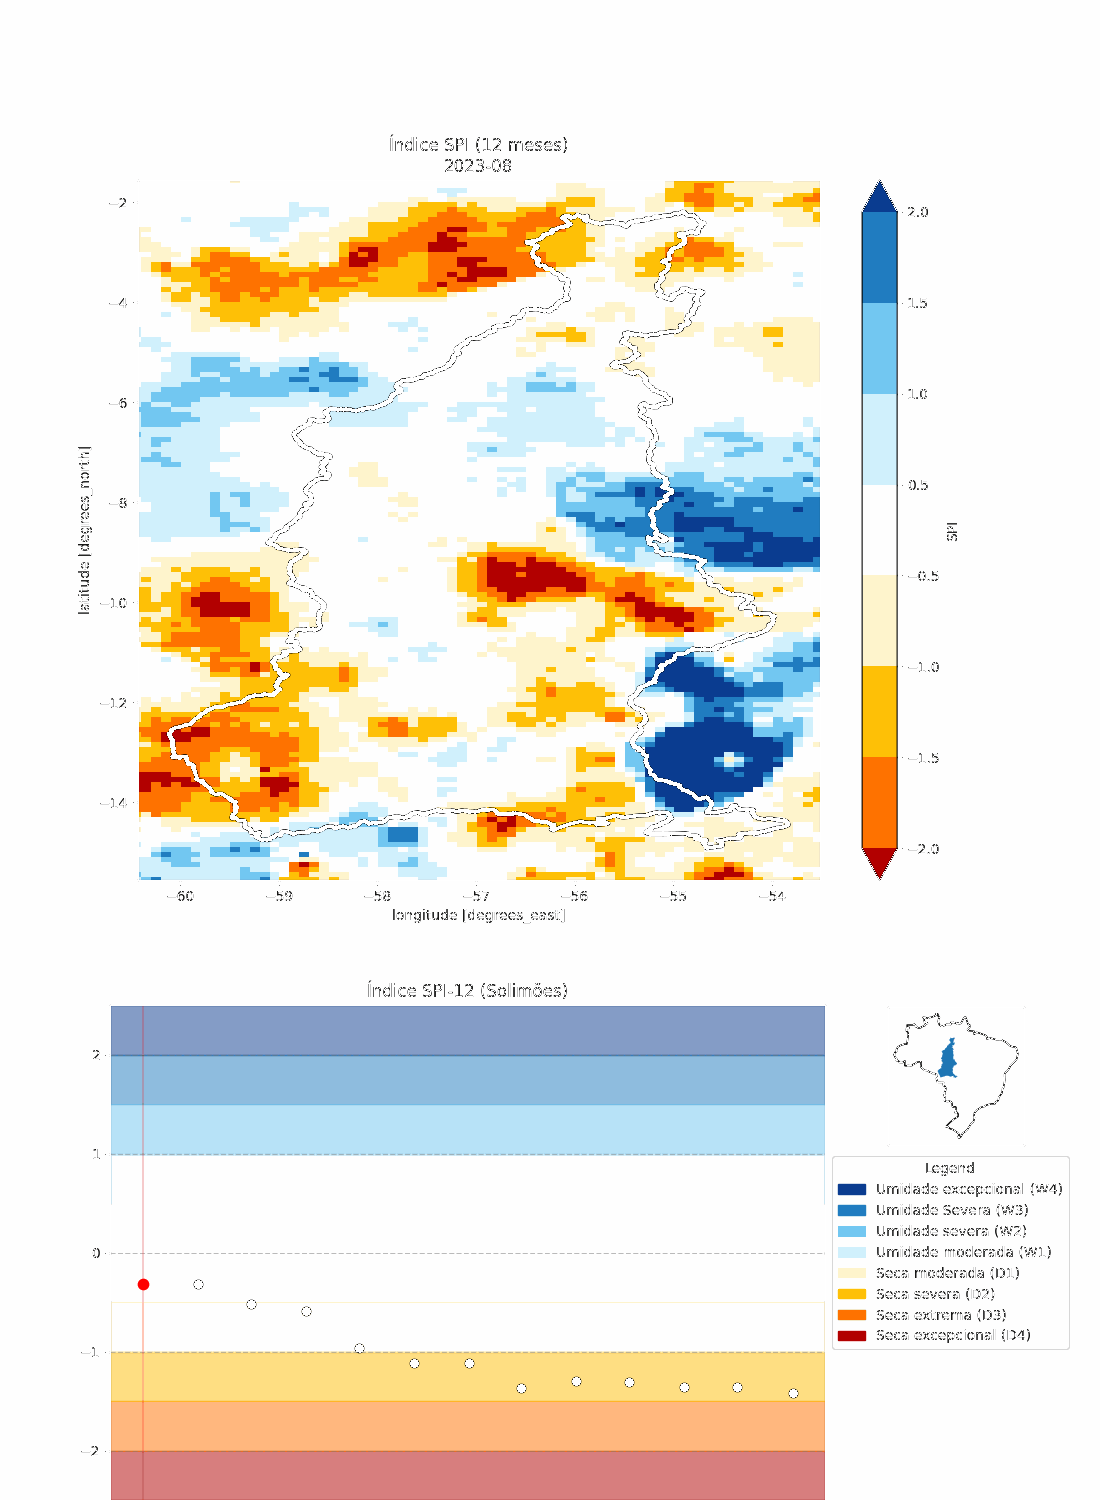 Índice SPI (12 meses)
2023-08
latitude [degrees_north]
−2
−4
−6
−8
−10
−12
−14
−60
−59
−58
−57
−56
−55
−54
longitude [degrees_east]
2.0
1.5
1.0
0.5
−0.5
−1.0
−1.5
−2.0
SPI
Índice SPI-12 (Solimões)
2
1
0
−1
−2
Legend
Umidade excepcional (W4)
Umidade Severa (W3)
Umidade severa (W2)
Umidade moderada (W1)
Seca moderada (D1)
Seca severa (D2)
Seca extrema (D3)
Seca excepcional (D4)